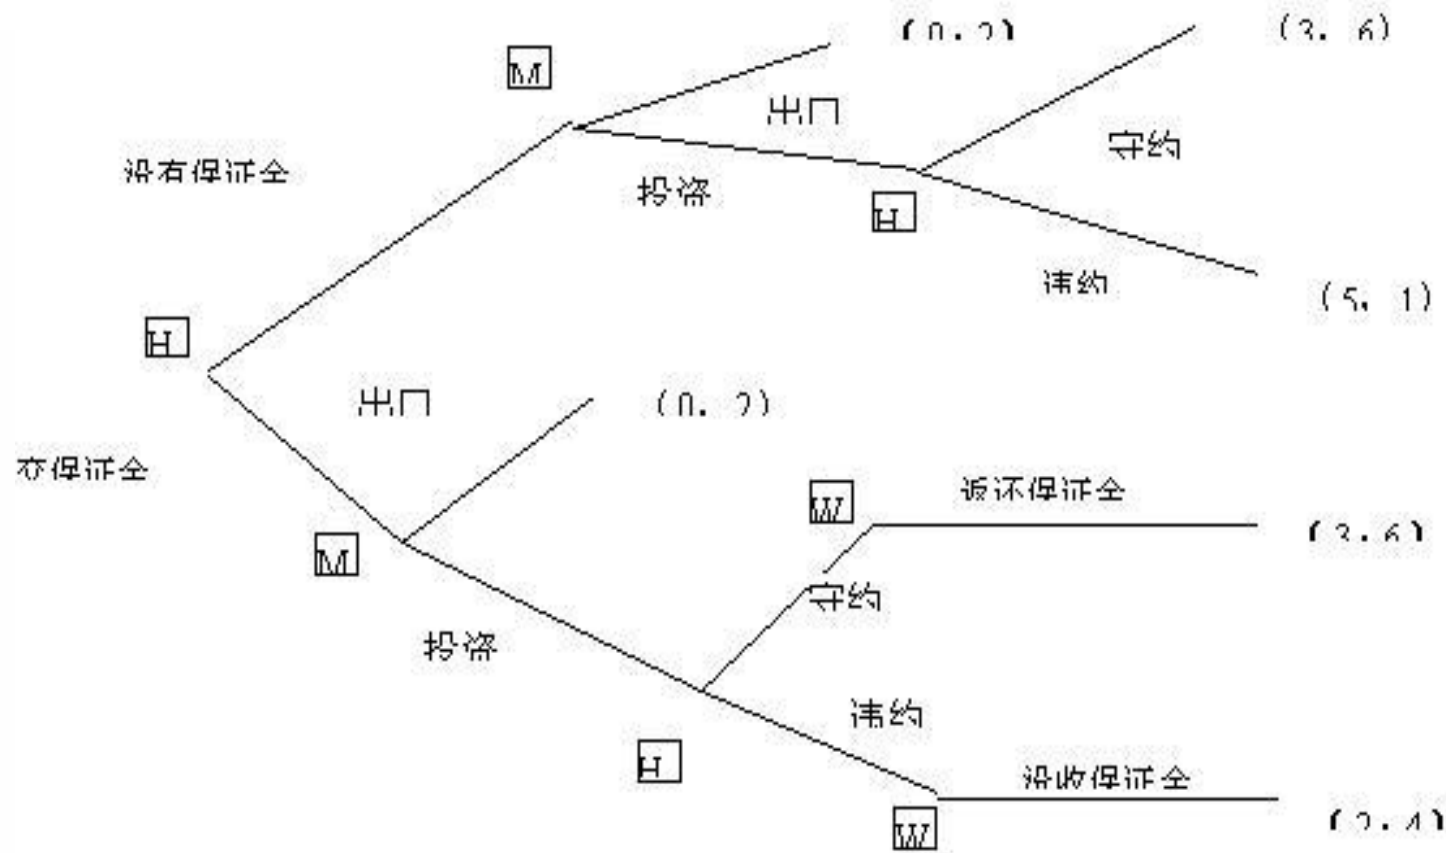 (0, 2)
(3, 6)
M
出口
守约
没有保证金
投资
H
违约
(5, 1)
H
出口
(0, 2)
交保证金
W
返还保证金
(3, 6)
M
守约
投资
违约
H
没收保证金
W
(2, 4)